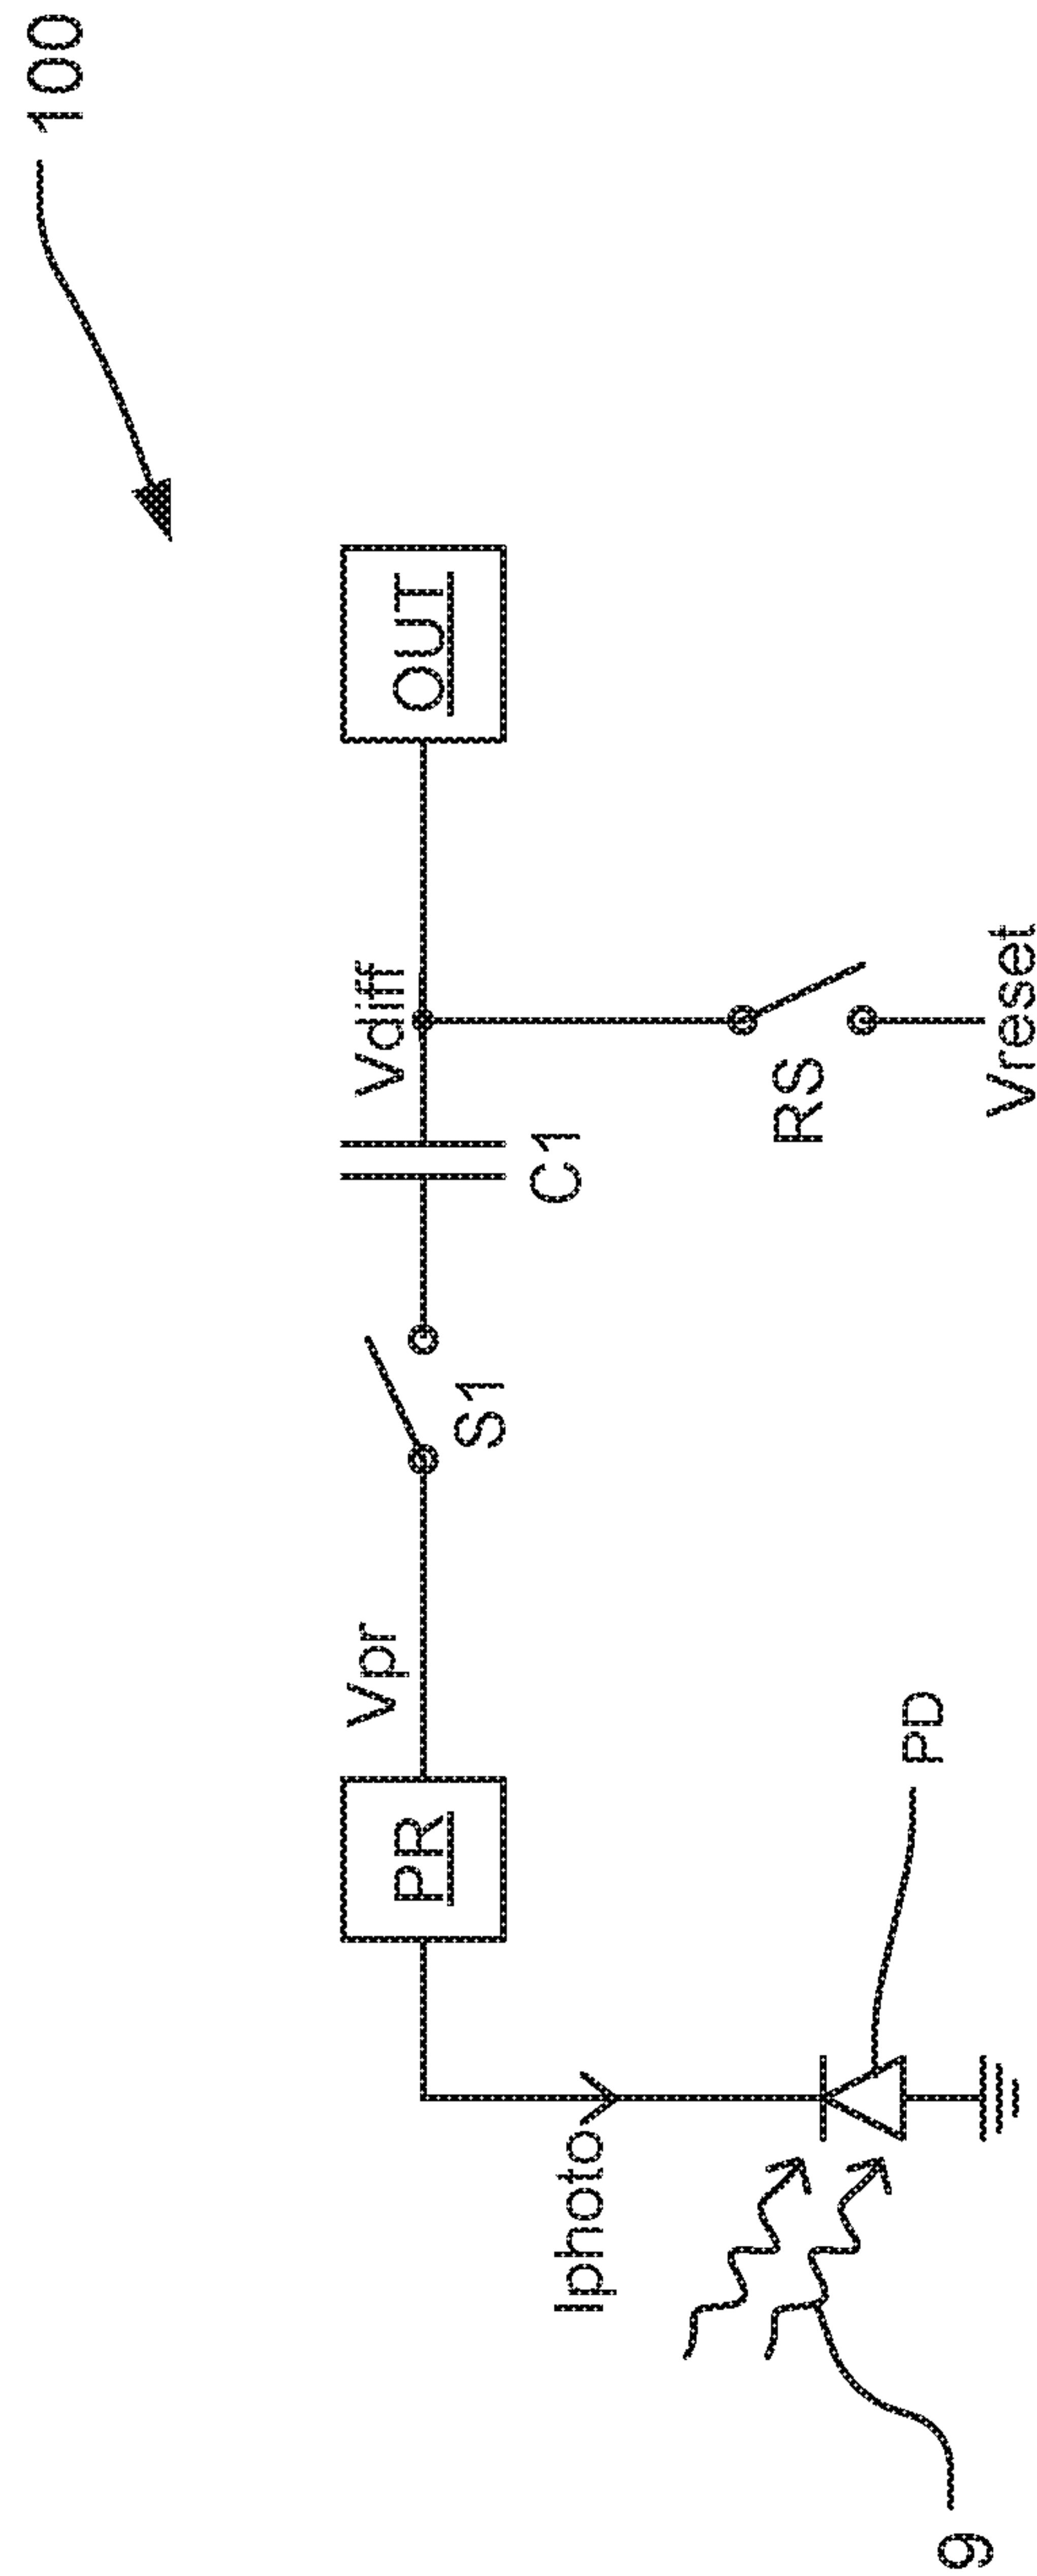 100
Vpr
Vdiff
PR
S1
C1
OUT
Iphoto
RS
PD
Vreset
9